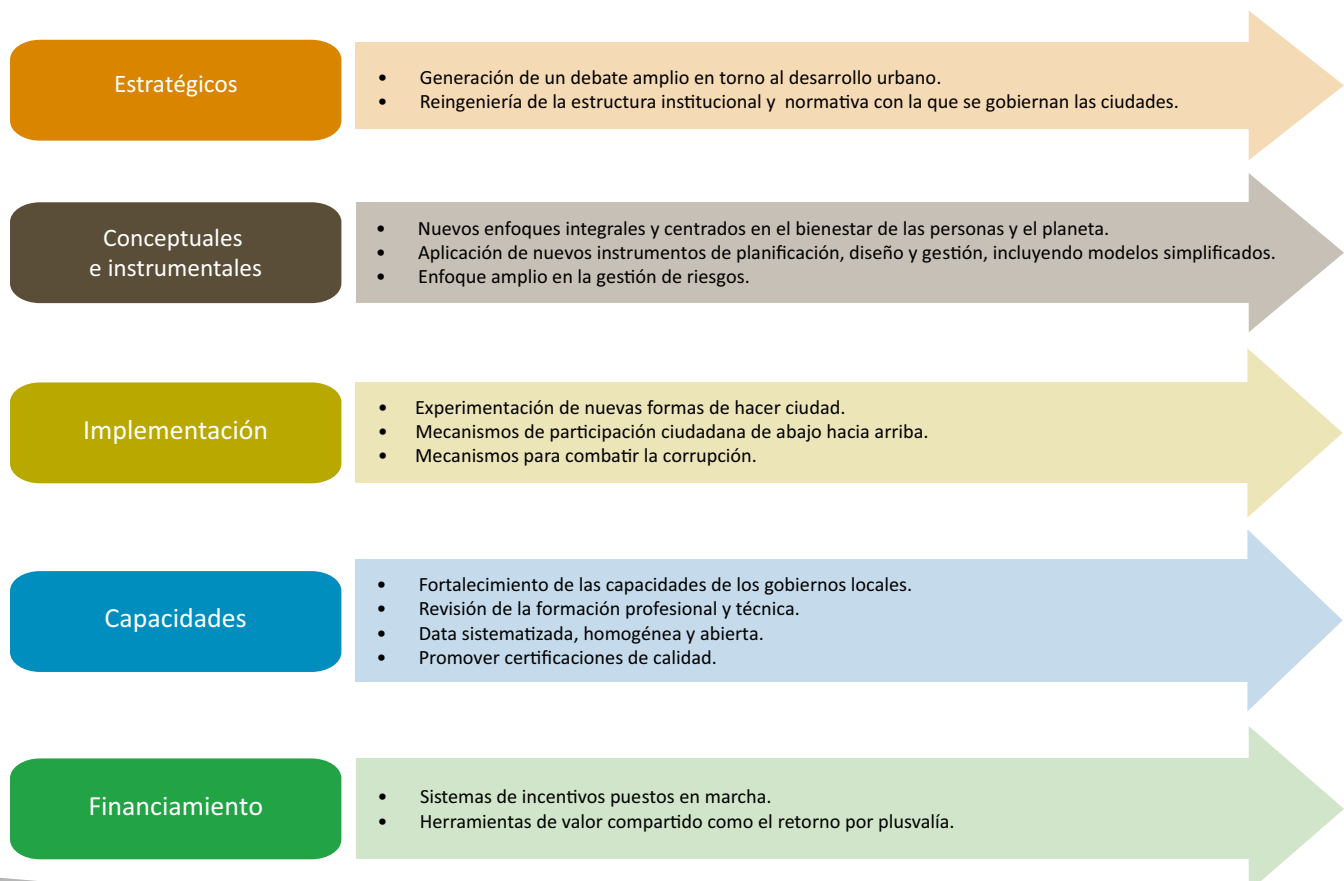 Estratégicos
• Generación de un debate amplio en torno al desarrollo urbano.
• Reingeniería de la estructura institucional y normativa con la que se gobiernan las ciudades.
Conceptuales
e instrumentales
• Nuevos enfoques integrales y centrados en el bienestar de las personas y el planeta.
• Aplicación de nuevos instrumentos de planificación, diseño y gestión, incluyendo modelos simplificados.
• Enfoque amplio en la gestión de riesgos.
Implementación
• Experimentación de nuevas formas de hacer ciudad.
• Mecanismos de participación ciudadana de abajo hacia arriba.
• Mecanismos para combatir la corrupción.
Capacidades
• Fortalecimiento de las capacidades de los gobiernos locales.
• Revisión de la formación profesional y técnica.
• Data sistematizada, homogénea y abierta.
• Promover certificaciones de calidad.
Financiamiento
• Sistemas de incentivos puestos en marcha.
• Herramientas de valor compartido como el retorno por plusvalía.